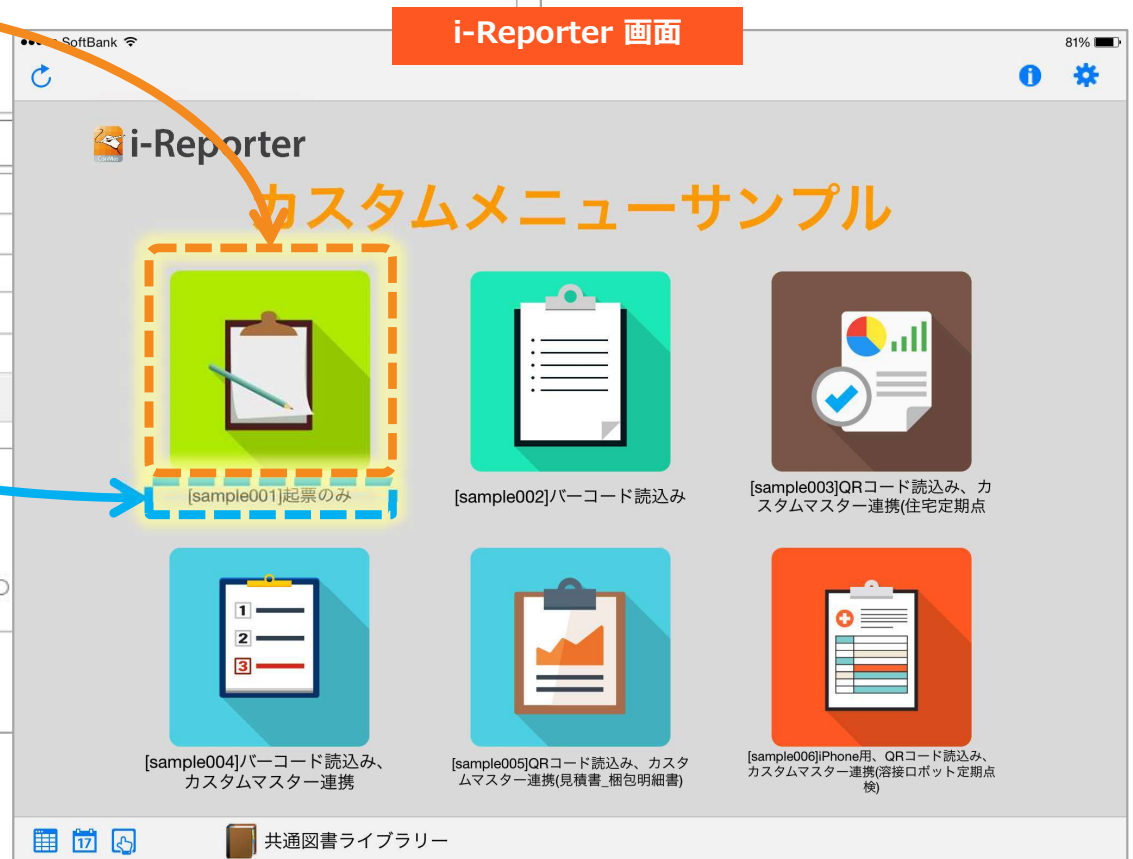 i-Reporter 画面
SoftBank
81%
i-Reporter
カスタムメニューサンプル
[sample001]起票のみ
[sample002]バーコード読込み
[sample003]QRコード読込み、カ
スタムマスター連携(住宅定期点
1
2
3
[sample004]バーコード読込み、
カスタムマスター連携
[sample005]QRコード読込み、カスタ
ムマスター連携(見積書_梱包明細書)
[sample006]iPhone用、QRコード読込み、
カスタムマスター連携(溶接ロボット定期点
検)
17
共通図書ライブラリー